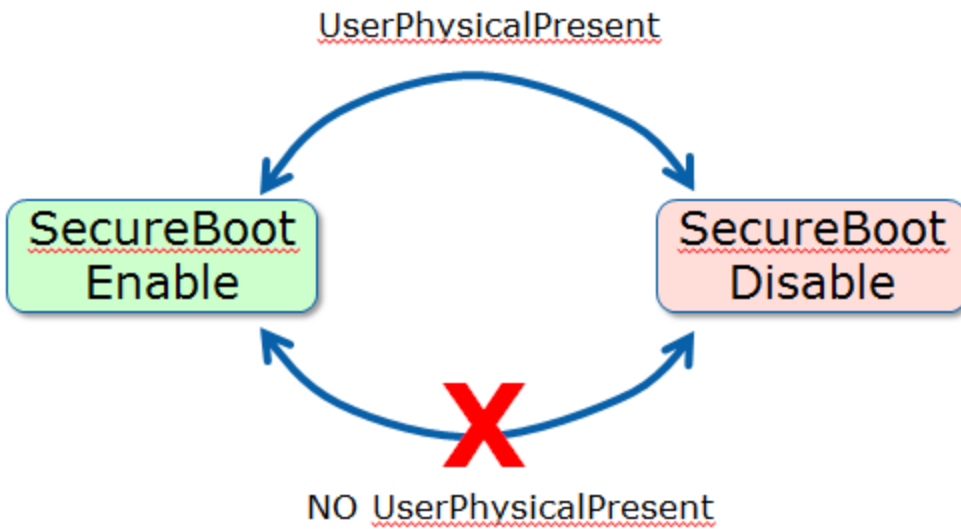 UserPhysicalPresent
SecureBoot
Enable
SecureBoot
Disable
X
NO UserPhysicalPresent